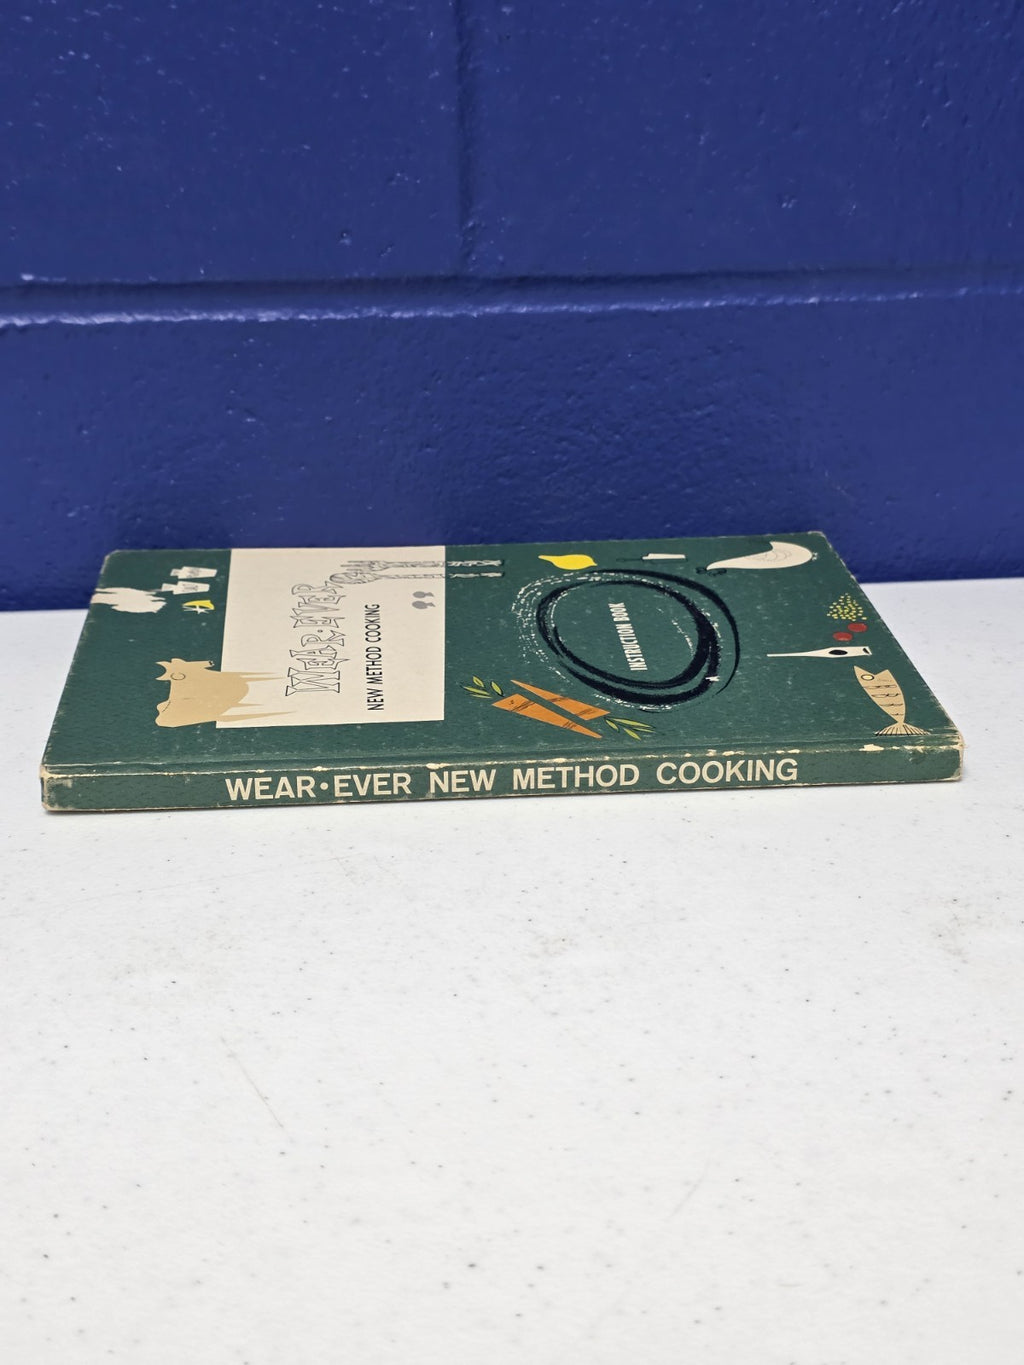 WEAR-EVER
NEW METHOD COOKING
INSTRUCTION BOOK
WEAR•EVER NEW METHOD COOKING